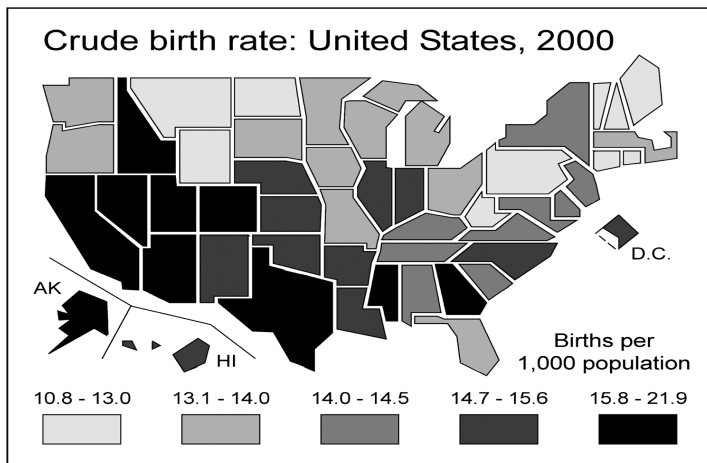 Crude birth rate: United States, 2000
D.C.
AK
HI
Births per
1,000 population
10.8 - 13.0
13.1 - 14.0
14.0 - 14.5
14.7 - 15.6
15.8 - 21.9